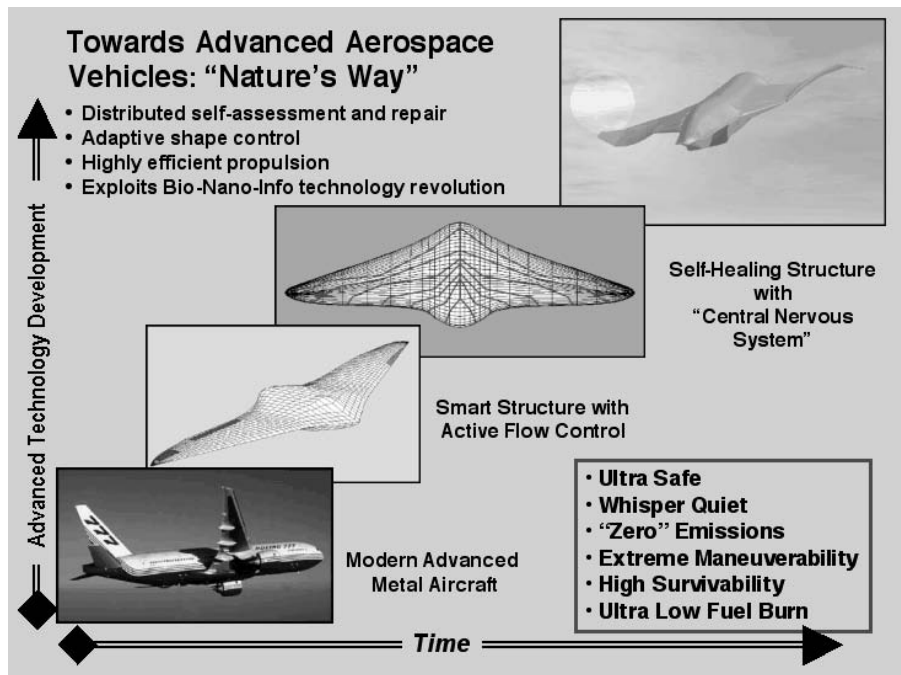 Towards Advanced Aerospace
Vehicles: “Nature’s Way”
• Distributed self-assessment and repair
• Adaptive shape control
• Highly efficient propulsion
• Exploits Bio-Nano-Info technology revolution
Advanced Technology Development
Self-Healing Structure
with
“Central Nervous
System”
Smart Structure with
Active Flow Control
777
BOEING 777
Modern Advanced
Metal Aircraft
• Ultra Safe
• Whisper Quiet
• “Zero” Emissions
• Extreme Maneuverability
• High Survivability
• Ultra Low Fuel Burn
Time